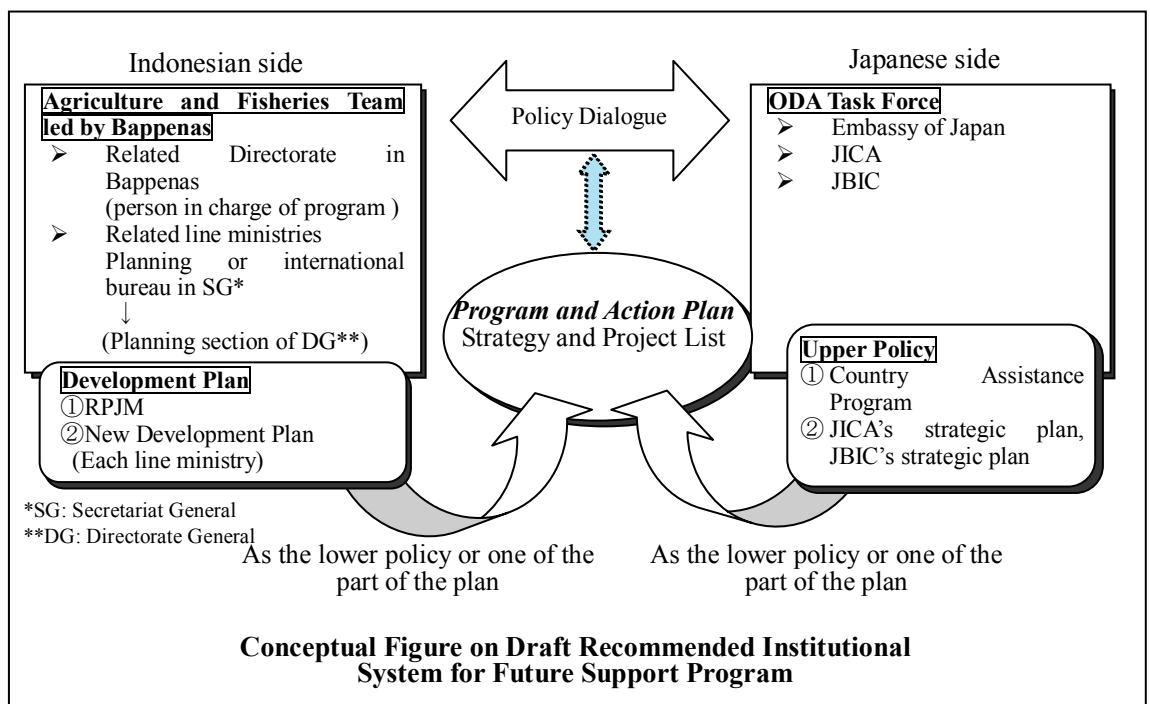 Indonesian side
Agriculture and Fisheries Team
led by Bappenas
➢ Related Directorate in
Bappenas
(person in charge of program )
➢ Related line ministries
Planning or international
bureau in SG*
↓
(Planning section of DG**)
Development Plan
①RPJM
②New Development Plan
(Each line ministry)
*SG: Secretariat General
**DG: Directorate General
Policy Dialogue
Program and Action Plan
Strategy and Project List
Japanese side
ODA Task Force
➢ Embassy of Japan
➢ JICA
➢ JBIC
Upper Policy
① Country Assistance
Program
② JICA's strategic plan,
JBIC's strategic plan
As the lower policy or one of the
part of the plan
As the lower policy or one of the
part of the plan
Conceptual Figure on Draft Recommended Institutional
System for Future Support Program